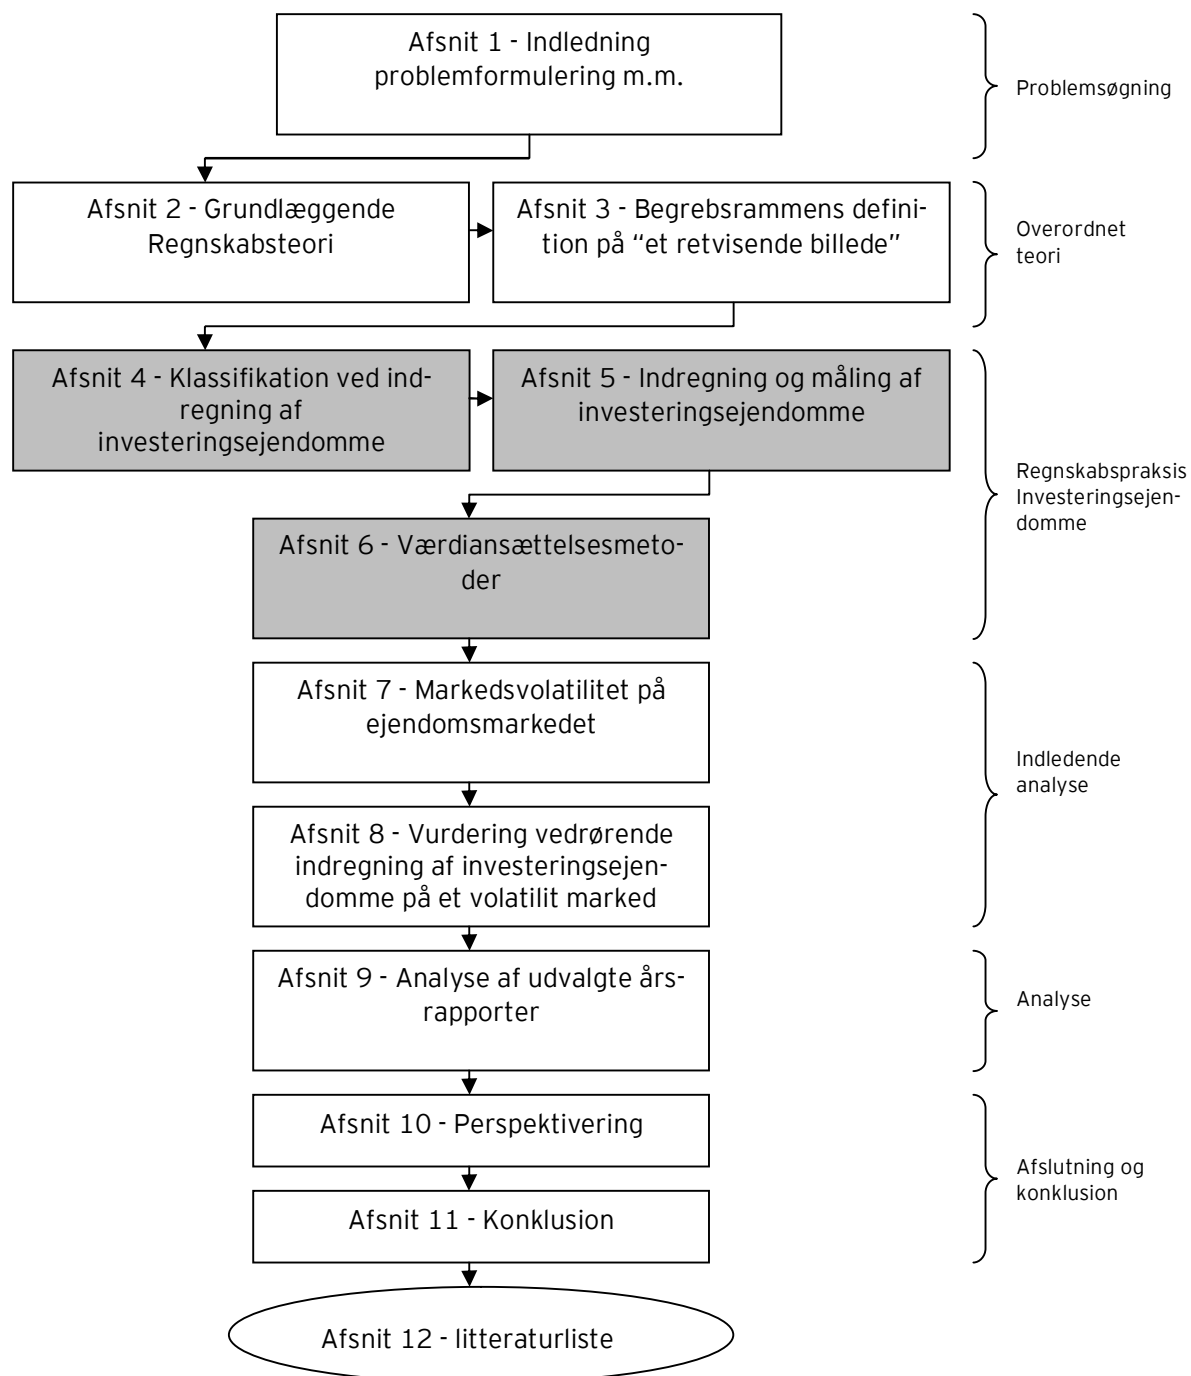 Afsnit 1 - Indledning
problemformulering m.m.
Problemsøgning
Afsnit 2 - Grundlæggende
Regnskabsteori
Afsnit 3 - Begrebsrammens defini-
tion på “et retvisende billede”
Overordnet
teori
Afsnit 4 - Klassifikation ved ind-
regning af
investeringsejendomme
Afsnit 5 - Indregning og måling af
investeringsejendomme
Regnskabspraksis
Investeringsejen-
domme
Afsnit 6 - Værdiansættelsesmeto-
der
Afsnit 7 - Markedsvolatilitet på
ejendomsmarkedet
Indledende
analyse
Afsnit 8 - Vurdering vedrørende
indregning af investeringsejen-
domme på et volatilit marked
Afsnit 9 - Analyse af udvalgte års-
rapporter
Analyse
Afsnit 10 - Perspektivering
Afslutning og
konklusion
Afsnit 11 - Konklusion
Afsnit 12 - litteraturliste